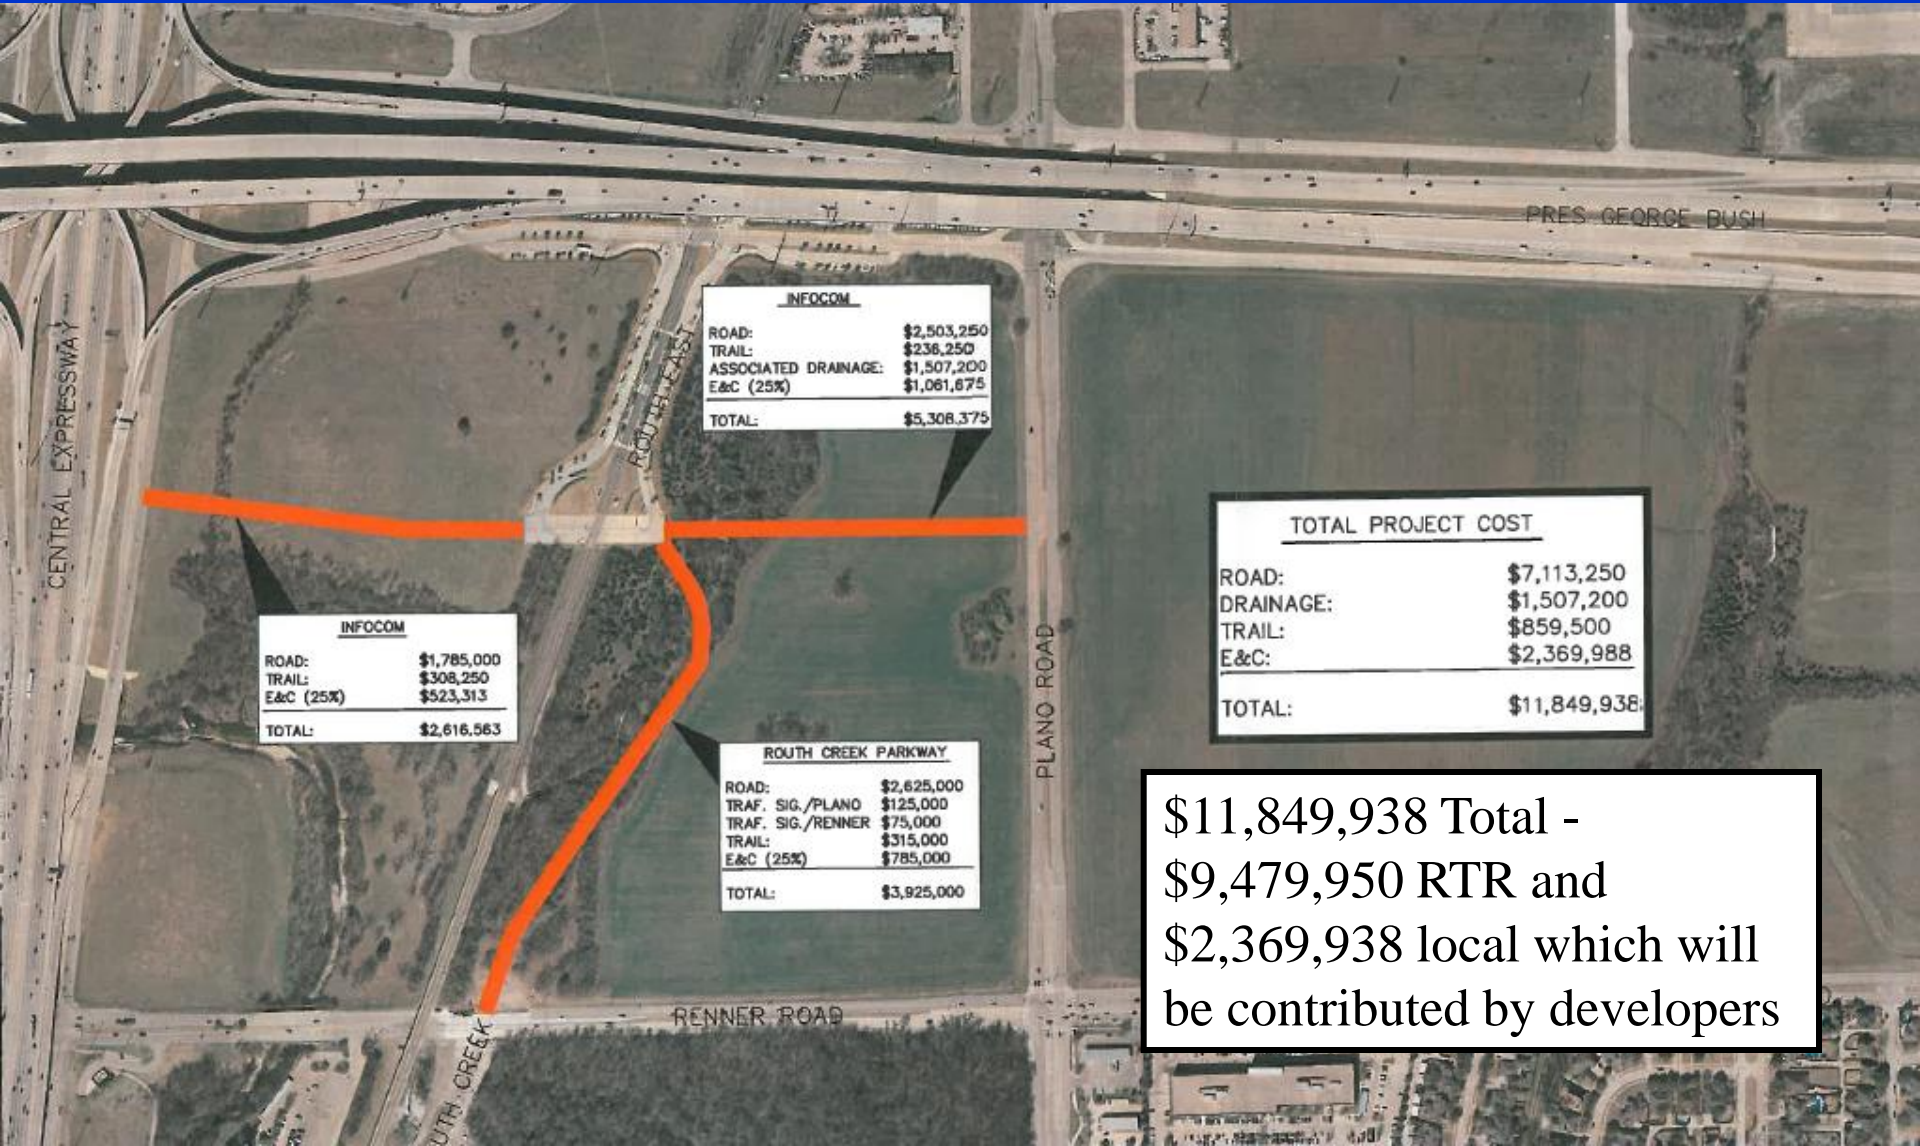 PRES GEORGE BUSH
CENTRAL EXPRESSWAY
ROUTH EAST
INFOCOM
ROAD: $2,503,250
TRAIL: $236,250
ASSOCIATED DRAINAGE: $1,507,200
E&C (25%) $1,061,675
TOTAL: $5,308,375
TOTAL PROJECT COST
ROAD: $7,113,250
DRAINAGE: $1,507,200
TRAIL: $859,500
E&C: $2,369,988
TOTAL: $11,849,938
INFOCOM
ROAD: $1,785,000
TRAIL: $308,250
E&C (25%) $523,313
TOTAL: $2,616,563
PLANO ROAD
ROUTH CREEK PARKWAY
ROAD: $2,625,000
TRAF. SIG./PLANO $125,000
TRAF. SIG./RENNER $75,000
TRAIL: $315,000
E&C (25%) $785,000
TOTAL: $3,925,000
$11,849,938 Total -
$9,479,950 RTR and
$2,369,938 local which will
be contributed by developers
RENNER ROAD
UTH CREEK